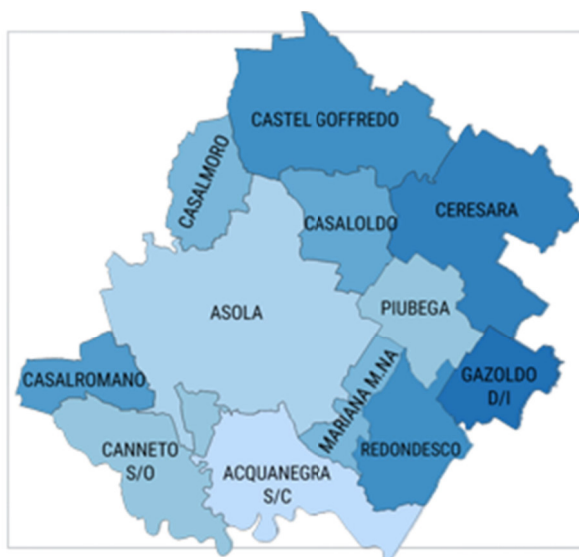 CASTEL GOFFREDO
CASALMORO
CASALOLDO
CERESARA
ASOLA
PIUBEGA
MARIANA M.NA
GAZOLDO
D/I
CASALROMANO
CANNETO
S/O
ACQUANEGRA
S/C
REDONDESCO